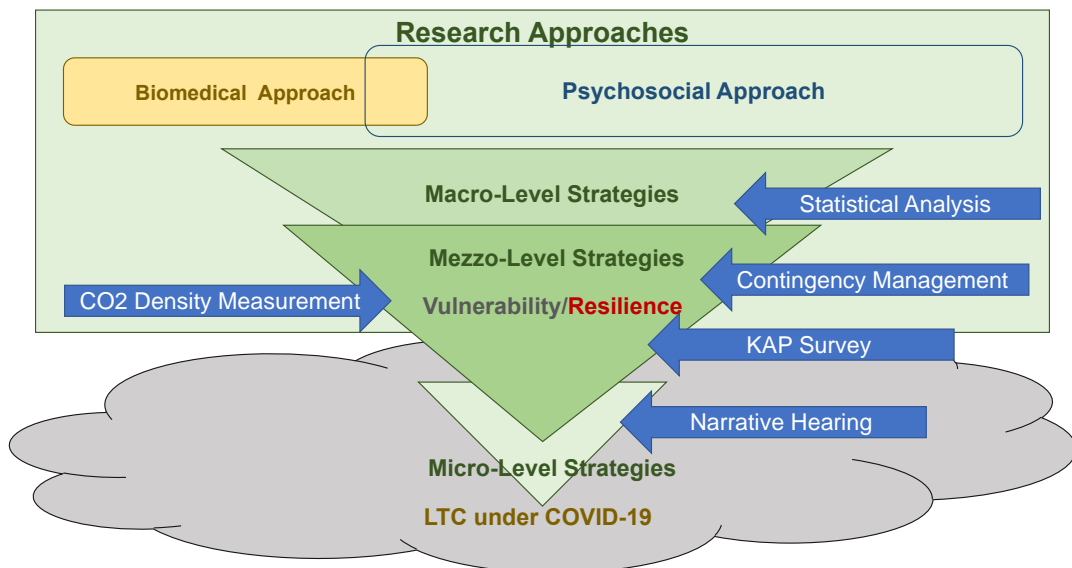 Research Approaches
Biomedical Approach
Psychosocial Approach
Macro-Level Strategies
Statistical Analysis
Mezzo-Level Strategies
Contingency Management
CO2 Density Measurement
Vulnerability/Resilience
KAP Survey
Narrative Hearing
Micro-Level Strategies
LTC under COVID-19